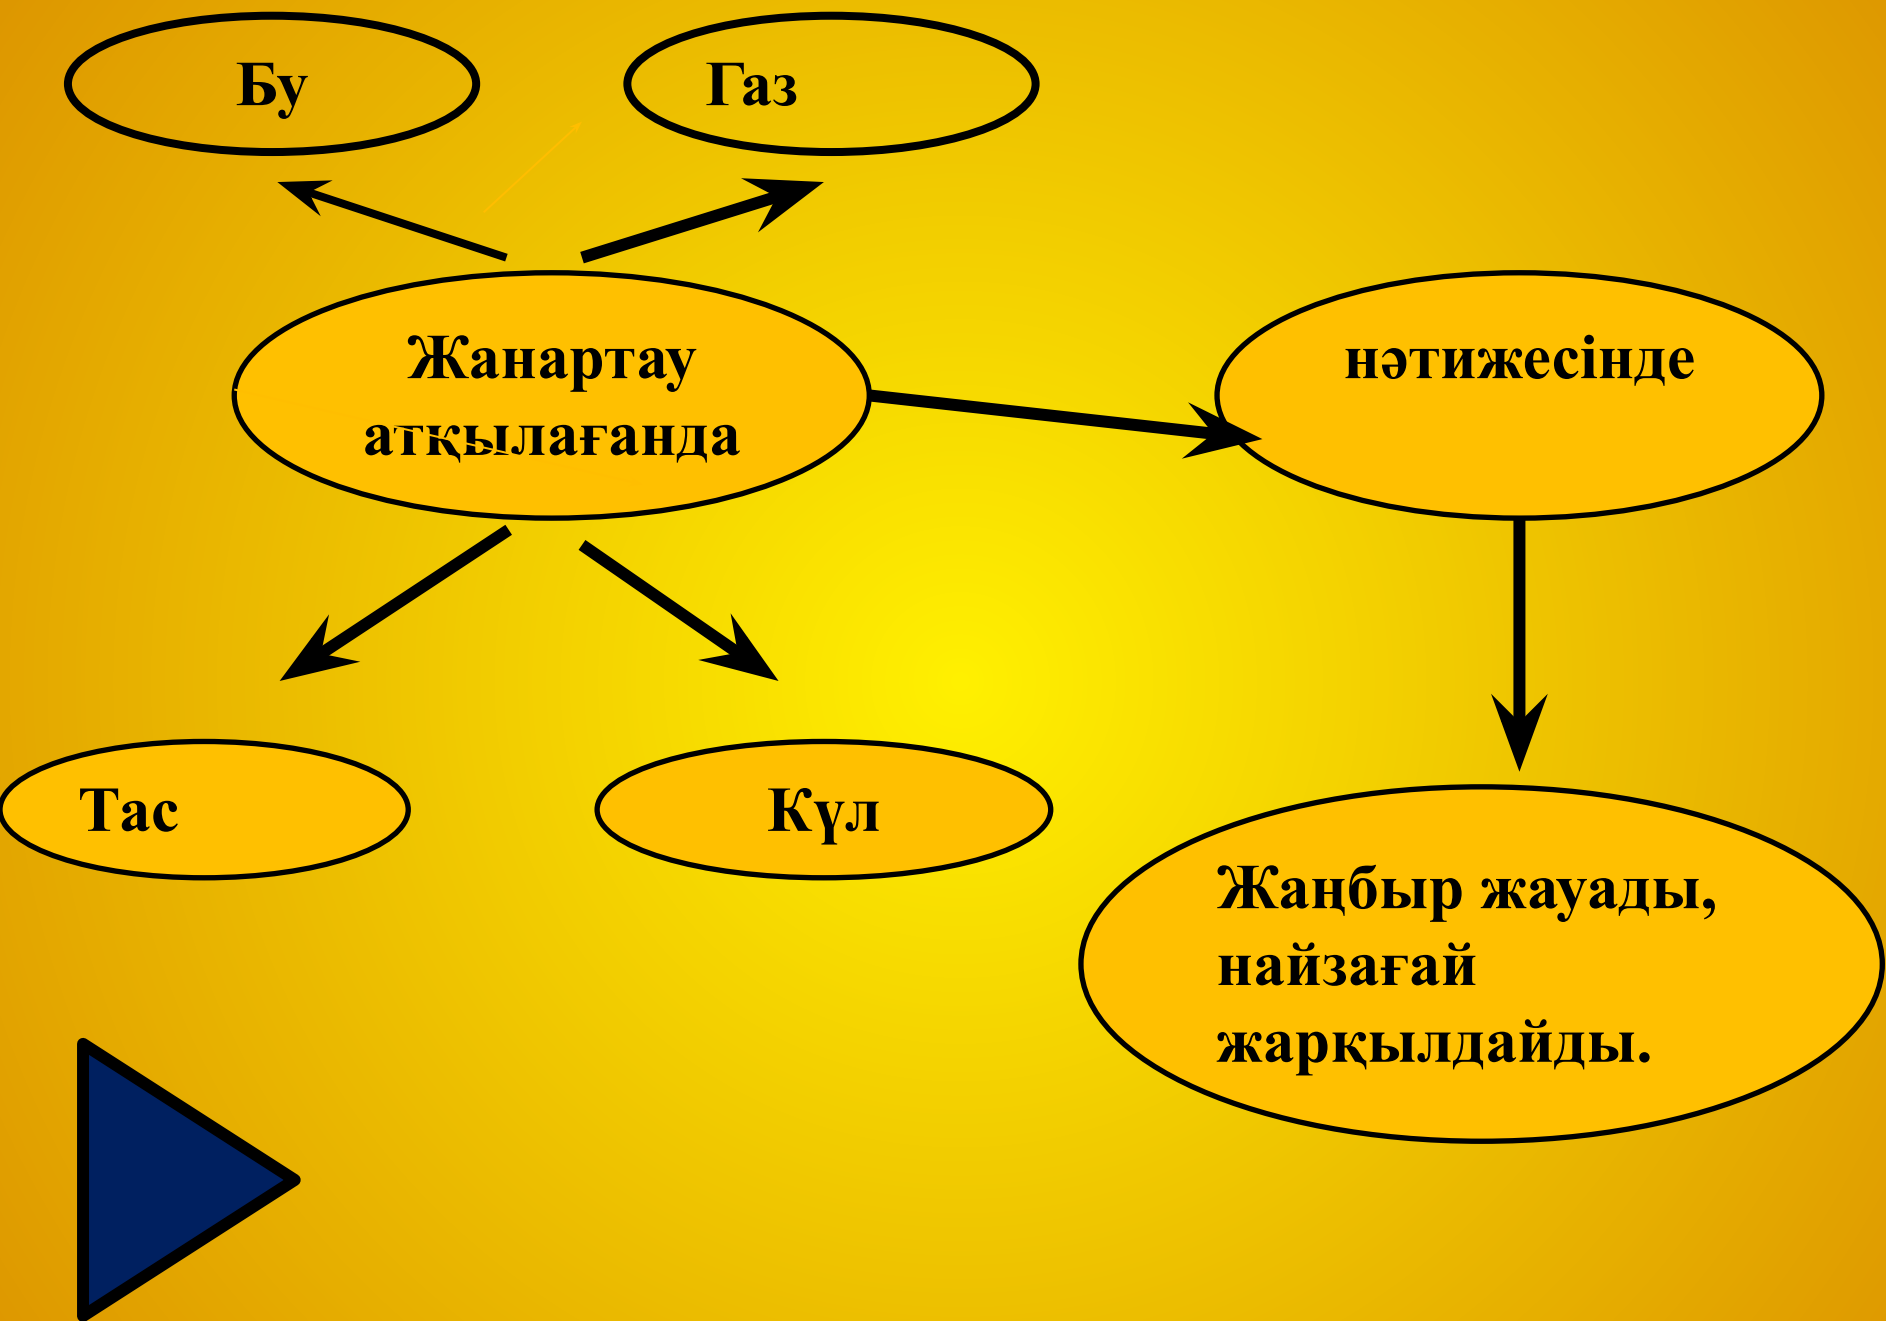 Бу
Газ
Жанартау
атқылағанда
нәтижесінде
Тас
Күл
Жаңбыр жауады,
найзағай
жарқылдайды.